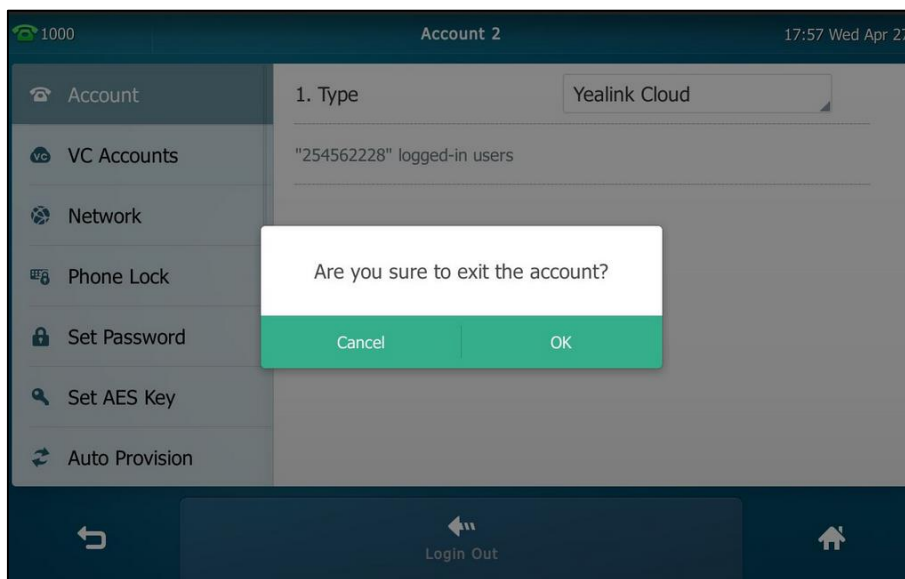 1000
Account 2
17:57 Wed Apr 27
Account
VC Accounts
Network
Phone Lock
Set Password
Set AES Key
Auto Provision
1. Type
Yealink Cloud
"254562228" logged-in users
Are you sure to exit the account?
Cancel
OK
Login Out